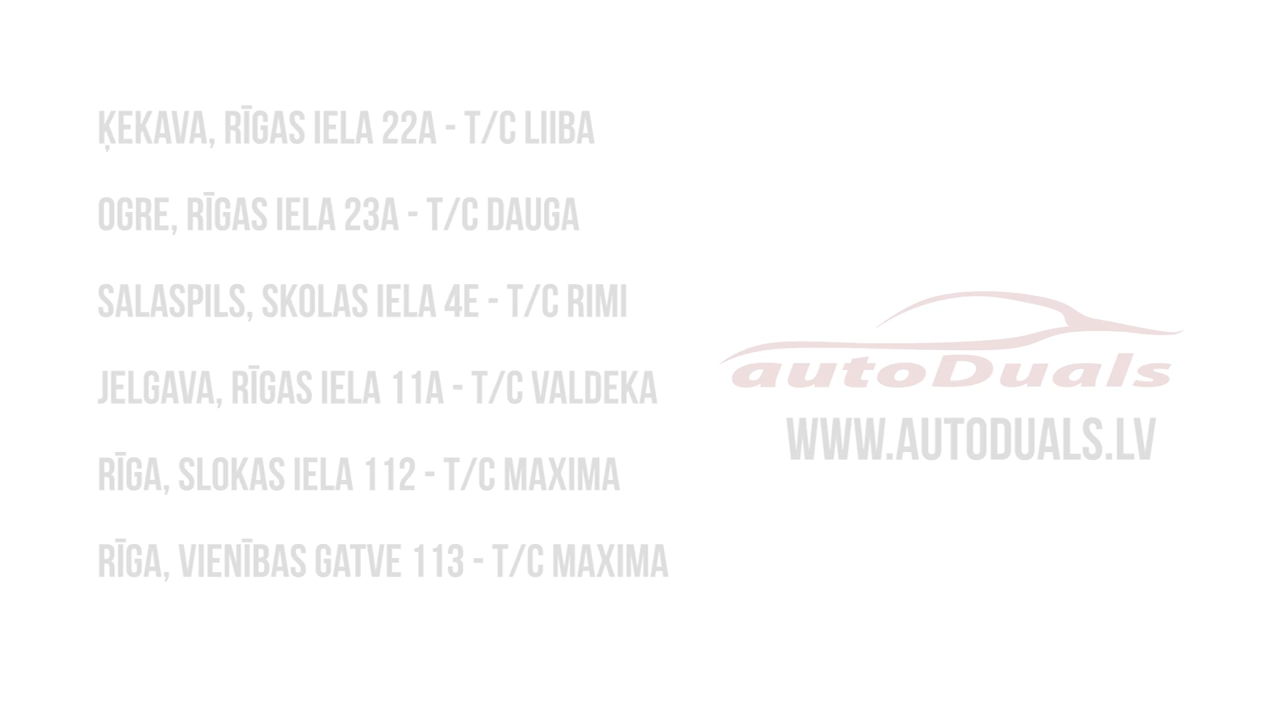 ĶEKAVA, RĪGAS IELA 22A - T/C LIIBA
OGRE, RĪGAS IELA 23A - T/C DAUGA
SALASPILS, SKOLAS IELA 4E - T/C RIMI
JELGAVA, RĪGAS IELA 11A - T/C VALDEKA
RĪGA, SLOKAS IELA 112 - T/C MAXIMA
RĪGA, VIENĪBAS GATVE 113 - T/C MAXIMA
autoDuals
WWW.AUTODUALS.LV